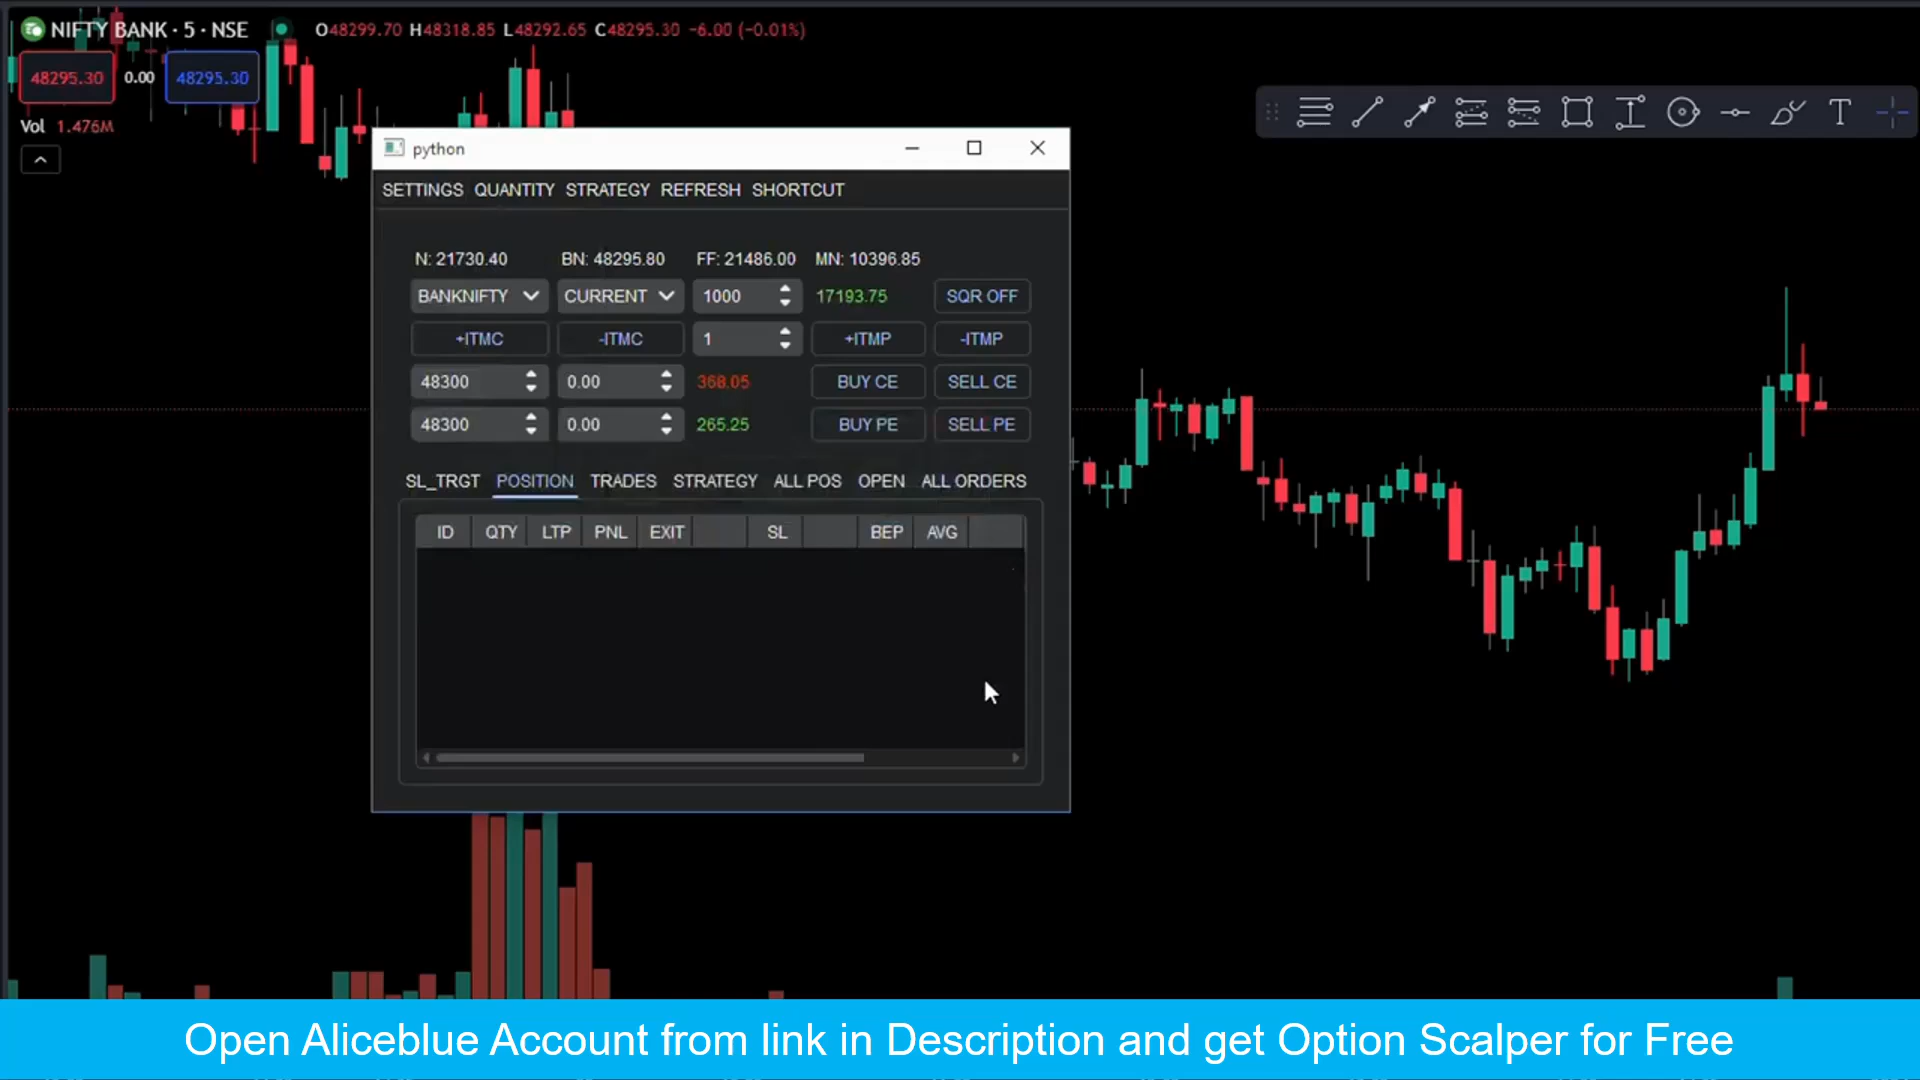 NIFTY BANK · 5 · NSE O48299.70 H48318.85 L48292.65 C48295.30 -6.00 (-0.01%)
48295.30 0.00 48295.30
Vol 1.476M
python
SETTINGS QUANTITY STRATEGY REFRESH SHORTCUT
N: 21730.40 BN: 48295.80 FF: 21486.00 MN: 10396.85
BANKNIFTY CURRENT 1000 17193.75 SQR OFF
+ITMC -ITMC 1 +ITMP -ITMP
48300 0.00 368.05 BUY CE SELL CE
48300 0.00 265.25 BUY PE SELL PE
SL_TRGT POSITION TRADES STRATEGY ALL POS OPEN ALL ORDERS
ID QTY LTP PNL EXIT SL BEP AVG
Open Aliceblue Account from link in Description and get Option Scalper for Free